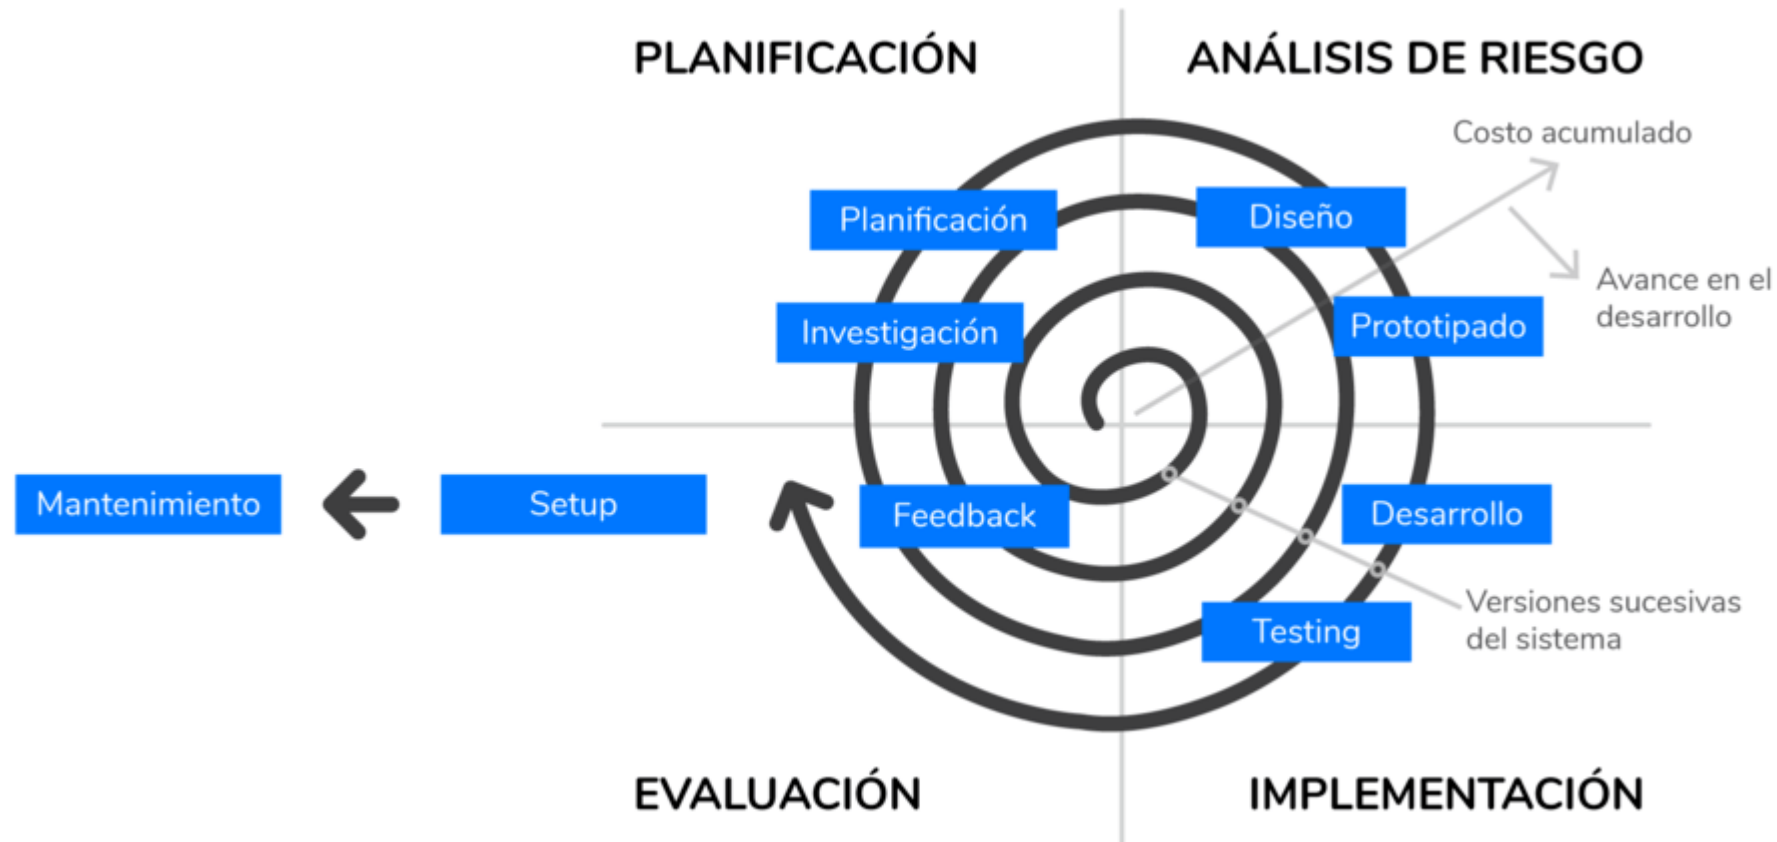 PLANIFICACIÓN
ANÁLISIS DE RIESGO
Costo acumulado
Planificación
Diseño
Avance en el
desarrollo
Investigación
Prototipado
Mantenimiento
Setup
Feedback
Desarrollo
Versiones sucesivas
del sistema
Testing
EVALUACIÓN
IMPLEMENTACIÓN